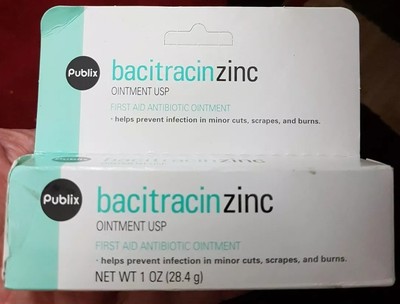 Publix
bacitracinzinc
OINTMENT USP
FIRST AID ANTIBIOTIC OINTMENT
• helps prevent infection in minor cuts, scrapes, and burns.
Publix
bacitracinzinc
OINTMENT USP
FIRST AID ANTIBIOTIC OINTMENT
• helps prevent infection in minor cuts, scrapes, and burns.
NET WT 1 OZ (28.4 g)